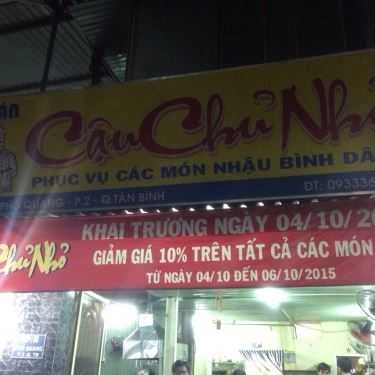 Cậu Chủ Nhỏ
PHỤC VỤ CÁC MÓN NHẬU BÌNH DÂ
QUANG - P.2 - Q.TÂN BÌNH
ĐT: 09336
KHAI TRƯƠNG NGÀY 04/10/20
Chủ Nhỏ
GIẢM GIÁ 10% TRÊN TẤT CẢ CÁC MÓN
TỪ NGÀY 04/10 ĐẾN 06/10/2015